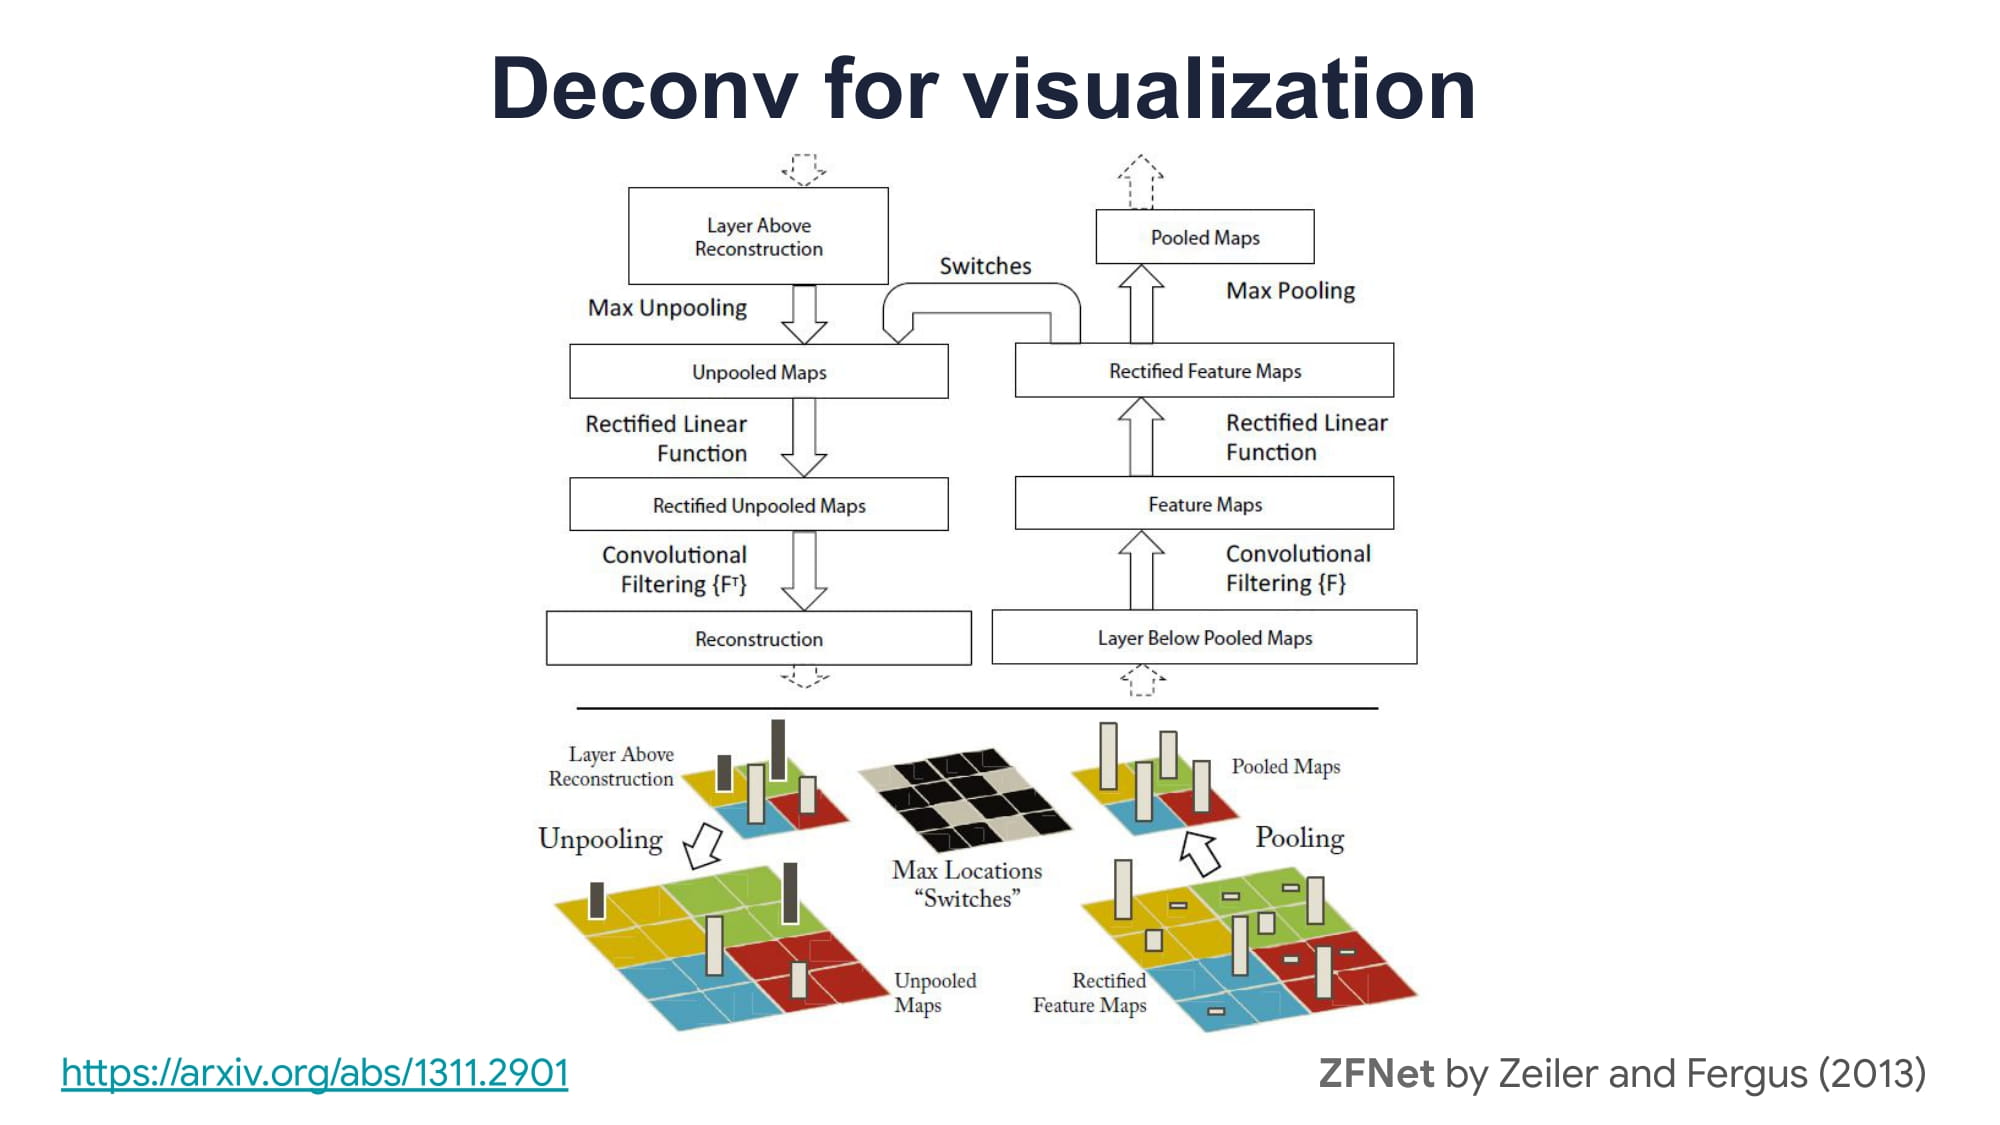 Deconv for visualization
Layer Above
Reconstruction
Pooled Maps
Switches
Max Unpooling
Max Pooling
Unpooled Maps
Rectified Feature Maps
Rectified Linear
Function
Rectified Linear
Function
Rectified Unpooled Maps
Feature Maps
Convolutional
Filtering {Fᵀ}
Convolutional
Filtering {F}
Reconstruction
Layer Below Pooled Maps
Layer Above
Reconstruction
Pooled Maps
Unpooling
Pooling
Max Locations
“Switches”
Unpooled
Maps
Rectified
Feature Maps
https://arxiv.org/abs/1311.2901
ZFNet by Zeiler and Fergus (2013)